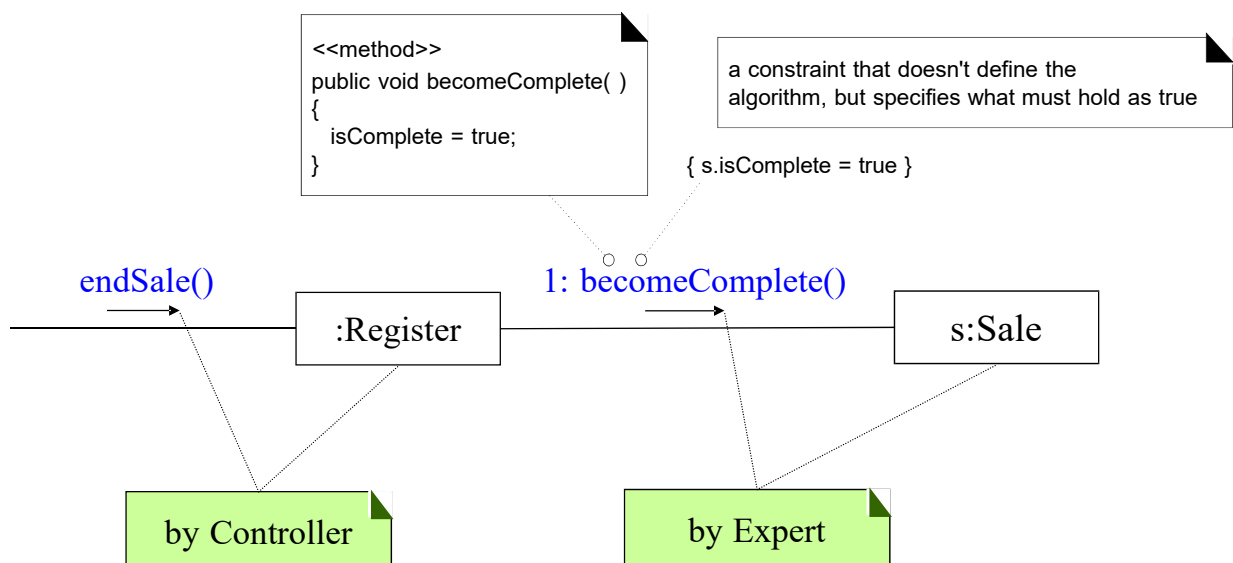 <<method>>
public void becomeComplete( )
{
isComplete = true;
}
a constraint that doesn't define the
algorithm, but specifies what must hold as true
{ s.isComplete = true }
endSale()
1: becomeComplete()
:Register
s:Sale
by Controller
by Expert